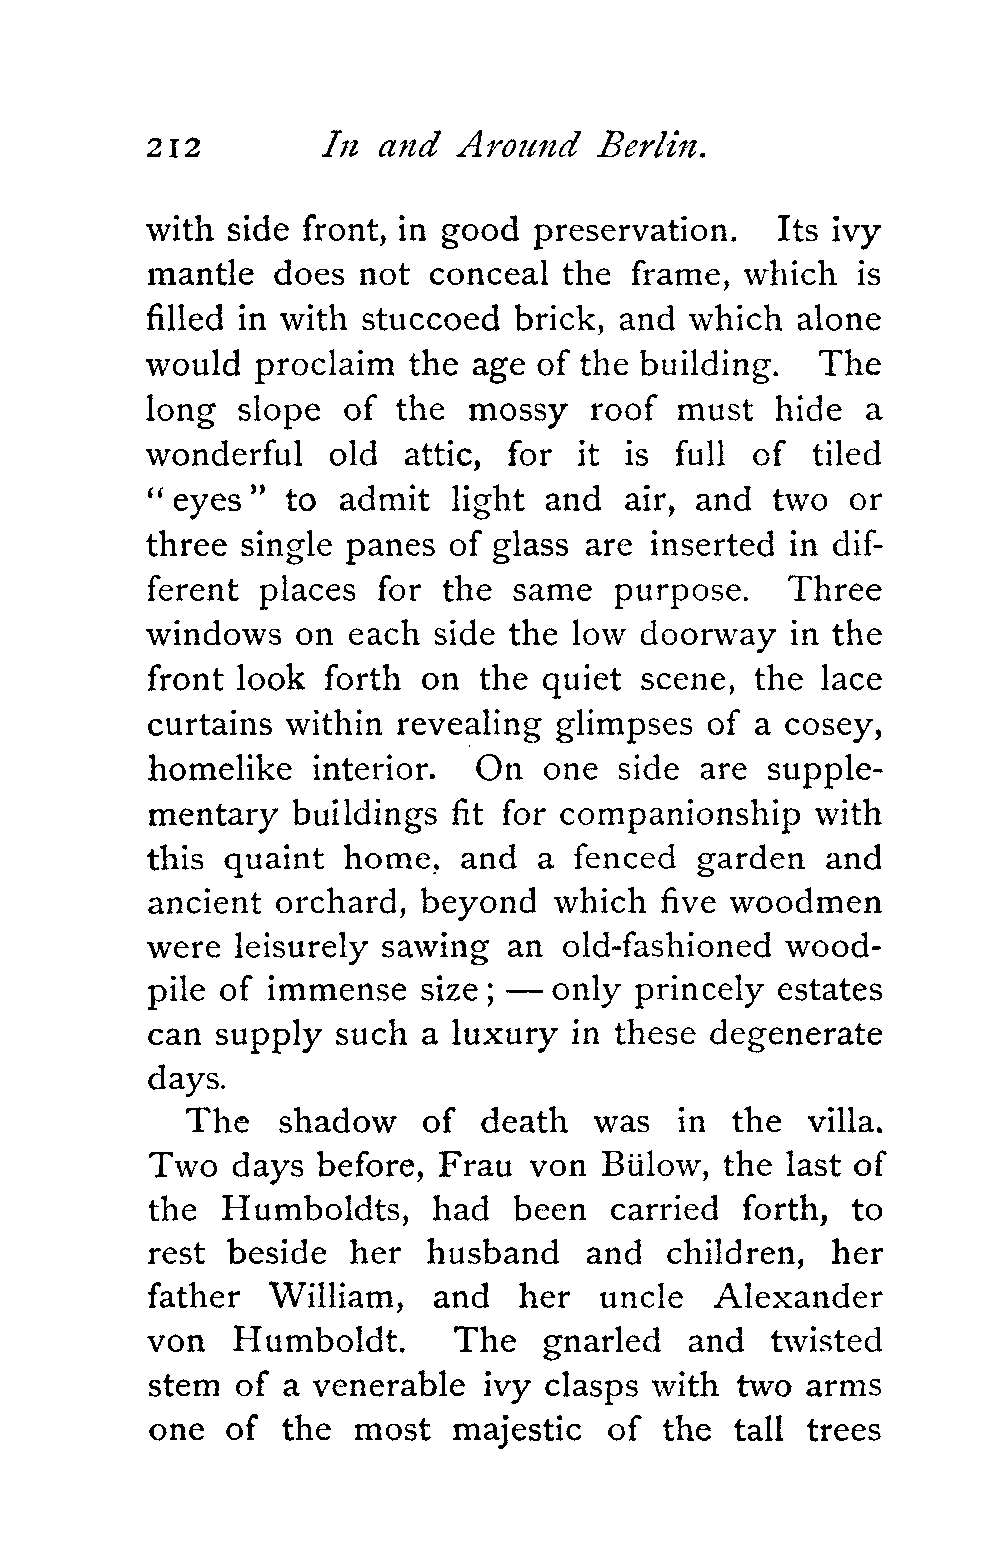 212 In and Around Berlin.
with side front, in good preservation. Its ivy
mantle does not conceal the frame, which is
filled in with stuccoed brick, and which alone
would proclaim the age of the building. The
long slope of the mossy roof must hide a
wonderful old attic, for it is full of tiled
"eyes" to admit light and air, and two or
three single panes of glass are inserted in dif-
ferent places for the same purpose. Three
windows on each side the low doorway in the
front look forth on the quiet scene, the lace
curtains within revealing glimpses of a cosey,
homelike interior. On one side are supple-
mentary buildings fit for companionship with
this quaint home, and a fenced garden and
ancient orchard, beyond which five woodmen
were leisurely sawing an old-fashioned wood-
pile of immense size; — only princely estates
can supply such a luxury in these degenerate
days.
The shadow of death was in the villa.
Two days before, Frau von Bülow, the last of
the Humboldts, had been carried forth, to
rest beside her husband and children, her
father William, and her uncle Alexander
von Humboldt. The gnarled and twisted
stem of a venerable ivy clasps with two arms
one of the most majestic of the tall trees